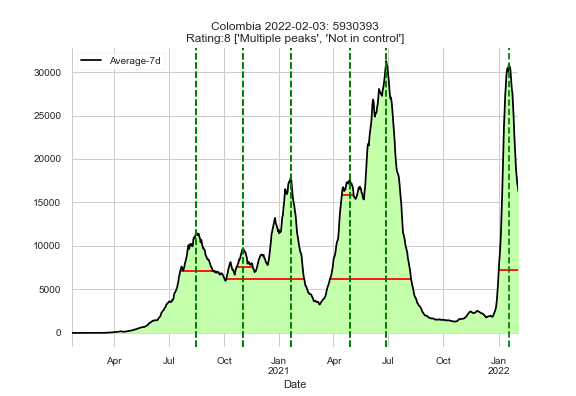 Colombia 2022-02-03: 5930393
Rating:8 ['Multiple peaks', 'Not in control']
Average-7d
30000
25000
20000
15000
10000
5000
0
Apr Jul Oct Jan Apr Jul Oct Jan
2021 2022
Date